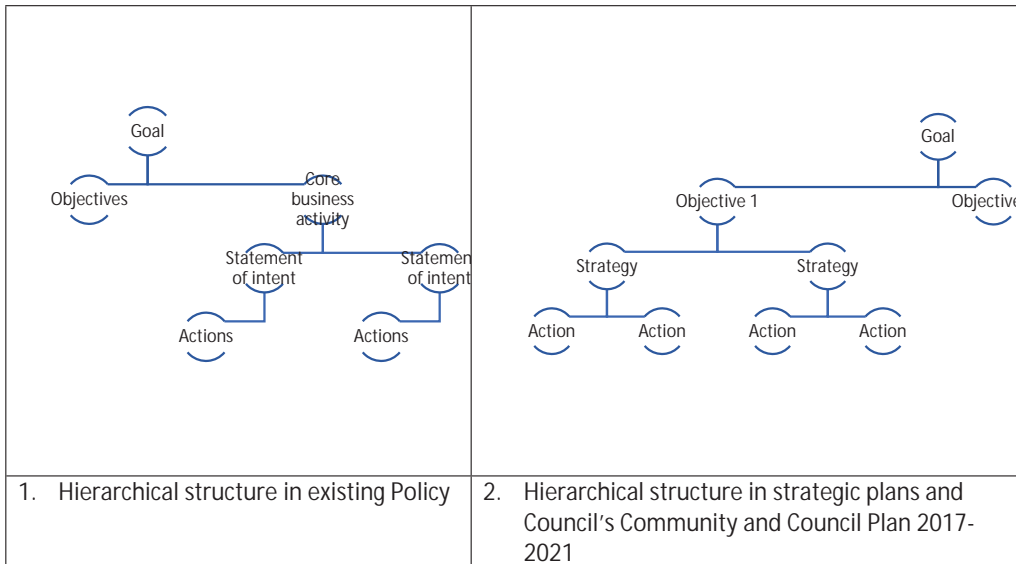 Goal
Objectives
Core
business
activity
Statement
of intent
Statemen
of intent
Actions
Actions
Goal
Objective 1
Objective
Strategy
Strategy
Action
Action
Action
Action
1. Hierarchical structure in existing Policy
2. Hierarchical structure in strategic plans and
Council's Community and Council Plan 2017-
2021